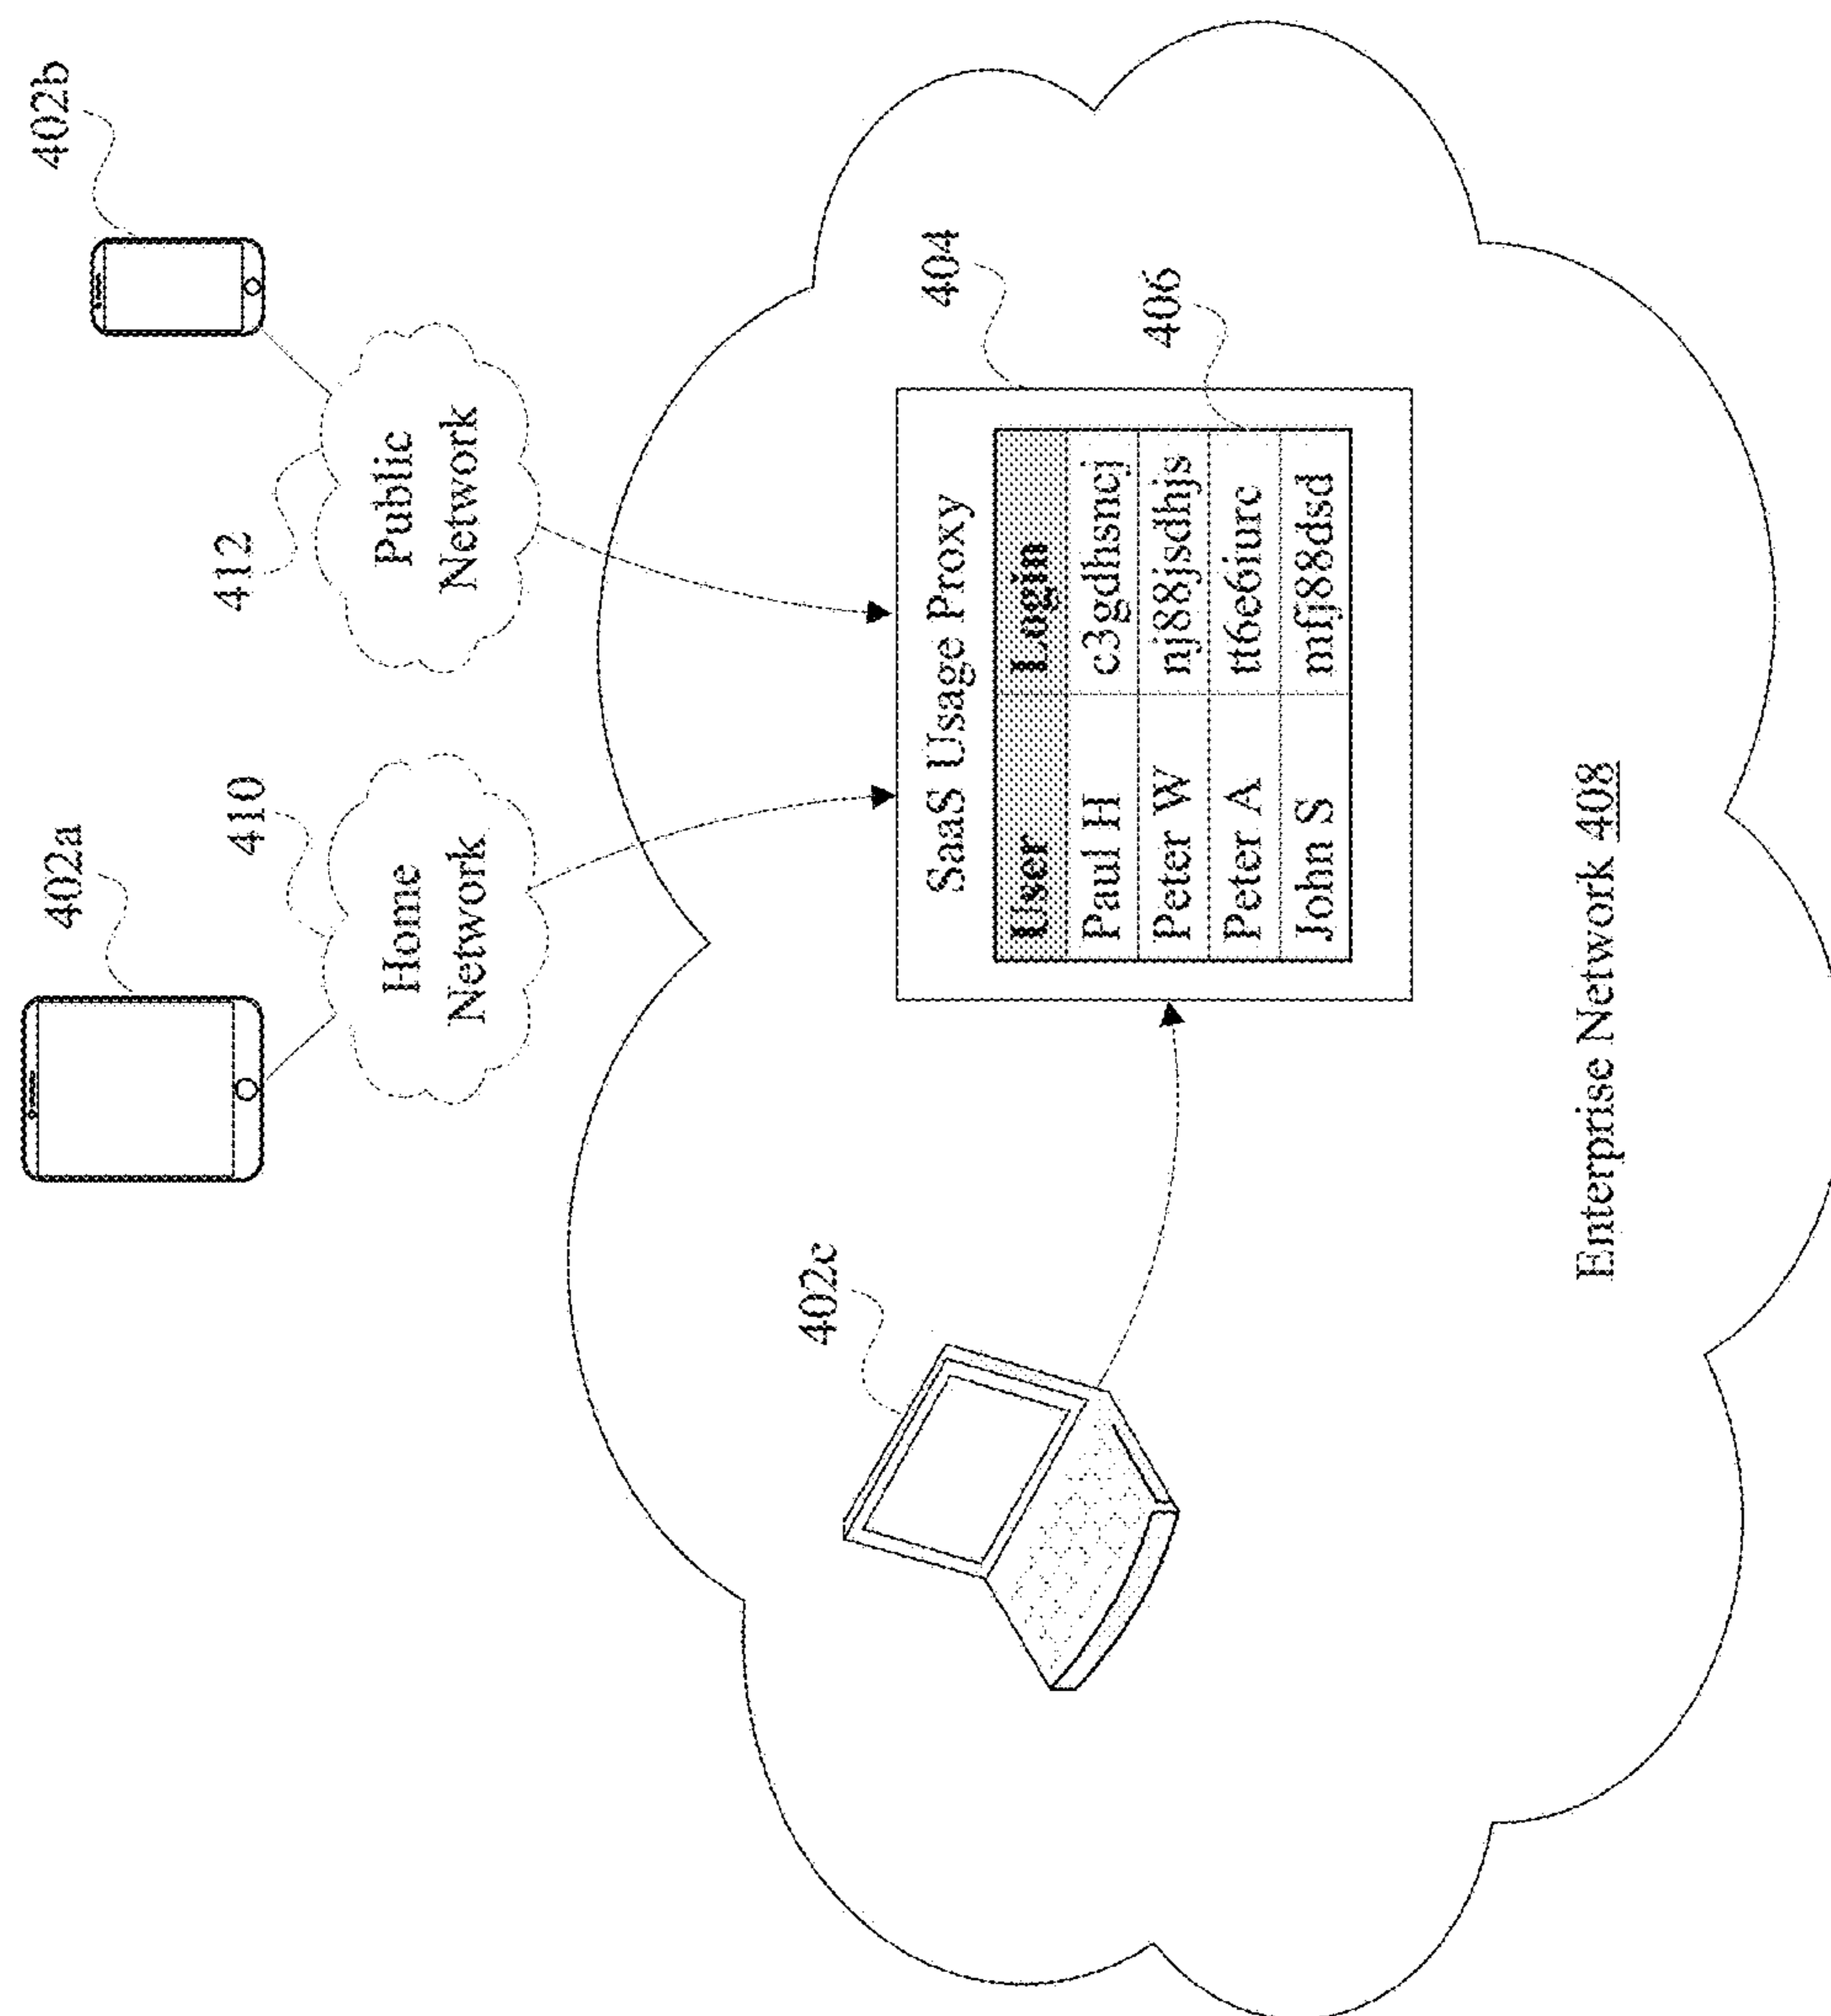 402a
402b
410
412
Home
Network
Public
Network
402c
404
SaaS Usage Proxy
User Login
Paul H c3gdhsncj
Peter W nj88jsdhjs
Peter A tt6e6iurc
John S mfj88dsd
406
Enterprise Network 408